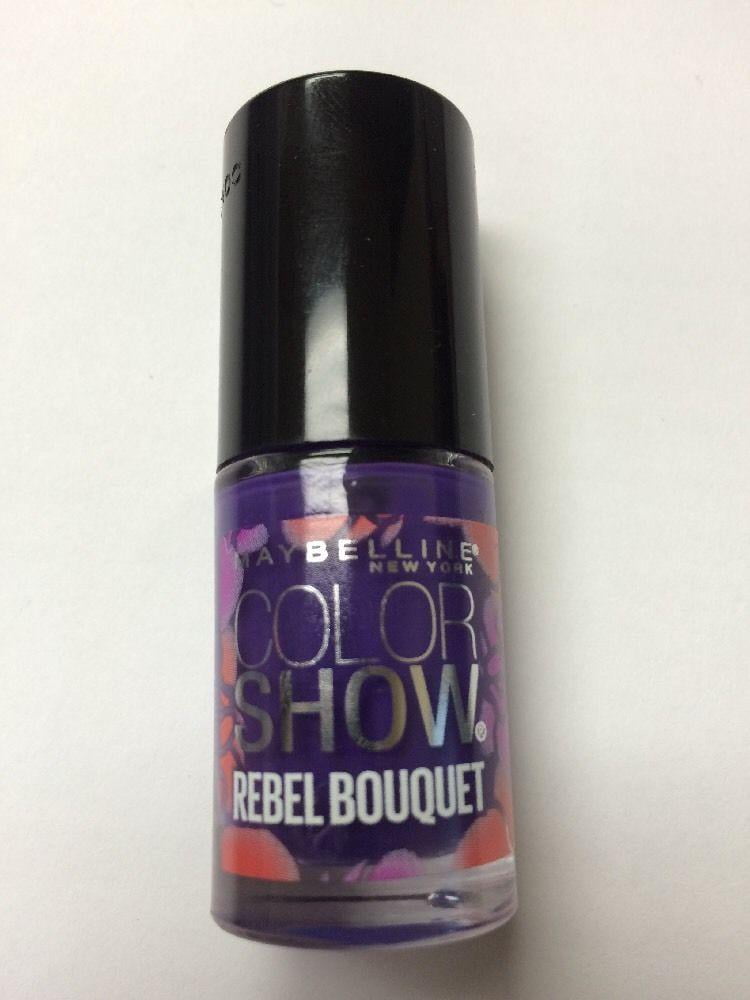 MAYBELLINE®
NEW YORK
COLOR
SHOW®
REBEL BOUQUET